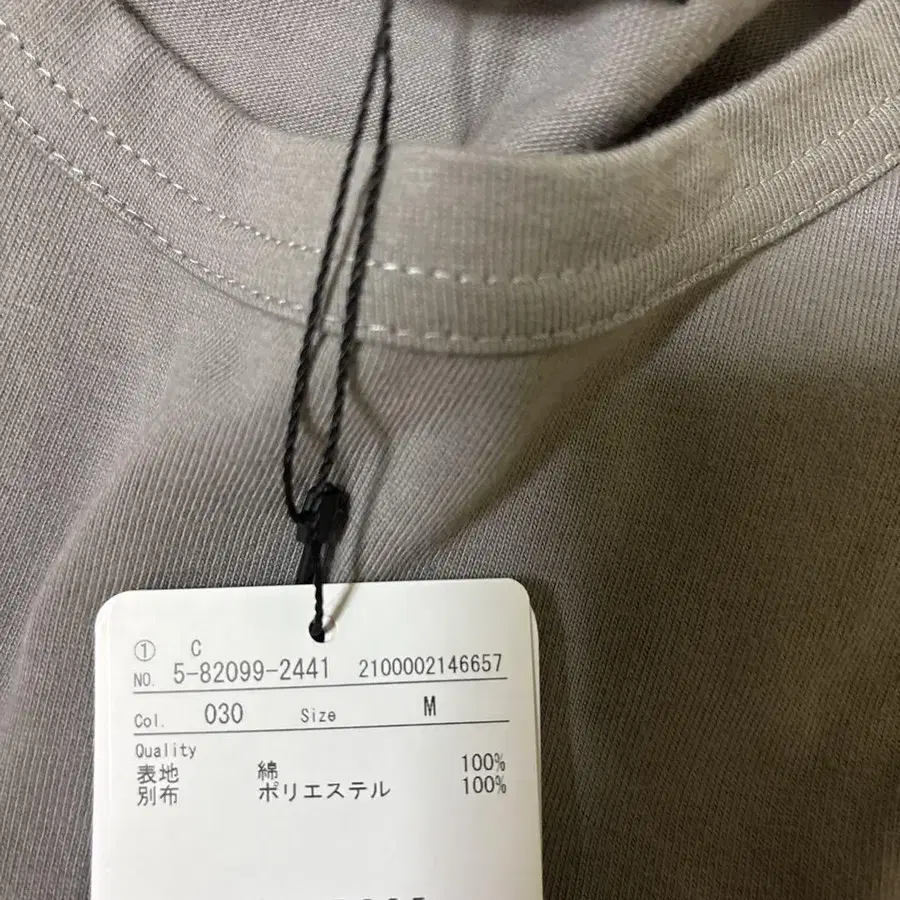 ① C
NO. 5-82099-2441 2100002146657
Col. 030 Size M
Quality
表地 綿 100%
別布 ポリエステル 100%